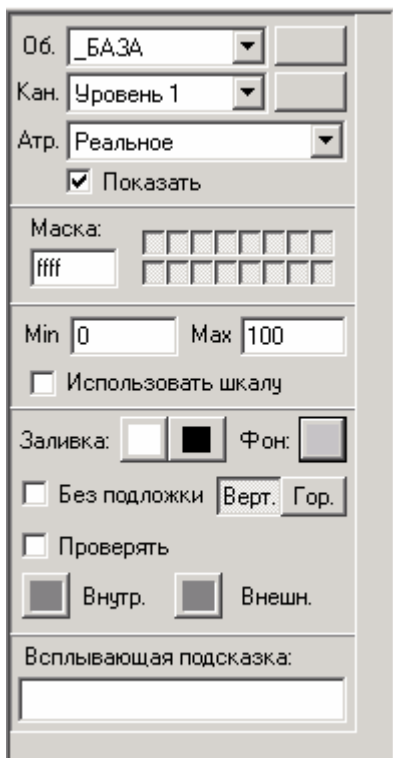 Об. _БАЗА
Кан. Уровень 1
Атр. Реальное
Показать
Маска:
ffff
Min 0 Max 100
Использовать шкалу
Заливка: Фон:
Без подложки Верт. Гор.
Проверять
Внутр. Внешн.
Всплывающая подсказка: